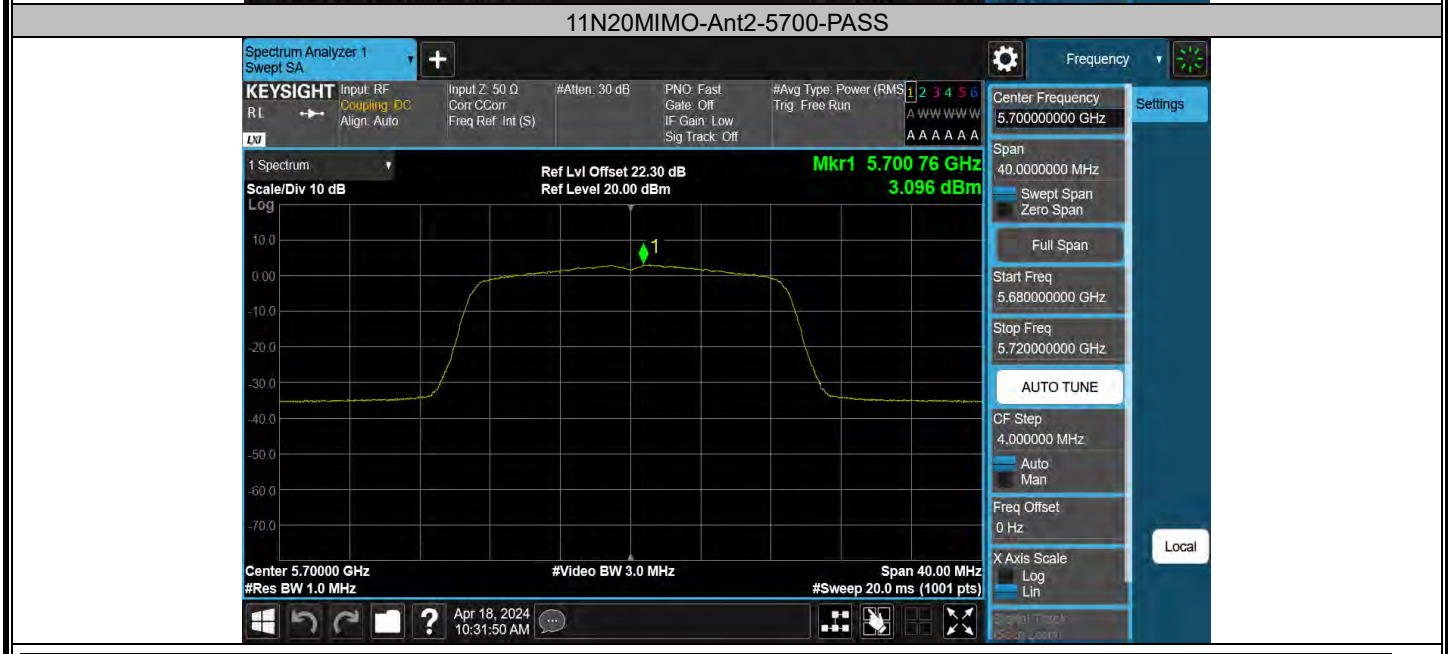 11N20MIMO-Ant2-5700-PASS
Spectrum Analyzer 1
Swept SA
Frequency
KEYSIGHT
RL
LXI
Input: RF
Coupling: DC
Align: Auto
Input Z: 50 Ω
Corr CCorr
Freq Ref: Int (S)
#Atten: 30 dB
PNO: Fast
Gate: Off
IF Gain: Low
Sig Track: Off
#Avg Type: Power (RMS
Trig: Free Run
1 2 3 4 5 6
A W W W W W
A A A A A A
1 Spectrum
Scale/Div 10 dB
Log
Ref Lvl Offset 22.30 dB
Ref Level 20.00 dBm
Mkr1 5.700 76 GHz
3.096 dBm
1
10.0
0.00
-10.0
-20.0
-30.0
-40.0
-50.0
-60.0
-70.0
Center 5.70000 GHz
#Video BW 3.0 MHz
Span 40.00 MHz
#Res BW 1.0 MHz
#Sweep 20.0 ms (1001 pts)
Center Frequency
5.700000000 GHz
Settings
Span
40.0000000 MHz
Swept Span
Zero Span
Full Span
Start Freq
5.680000000 GHz
Stop Freq
5.720000000 GHz
AUTO TUNE
CF Step
4.000000 MHz
Auto
Man
Freq Offset
0 Hz
X Axis Scale
Log
Lin
Local
Signal Track
(Span Zoom)
?
Apr 18, 2024
10:31:50 AM